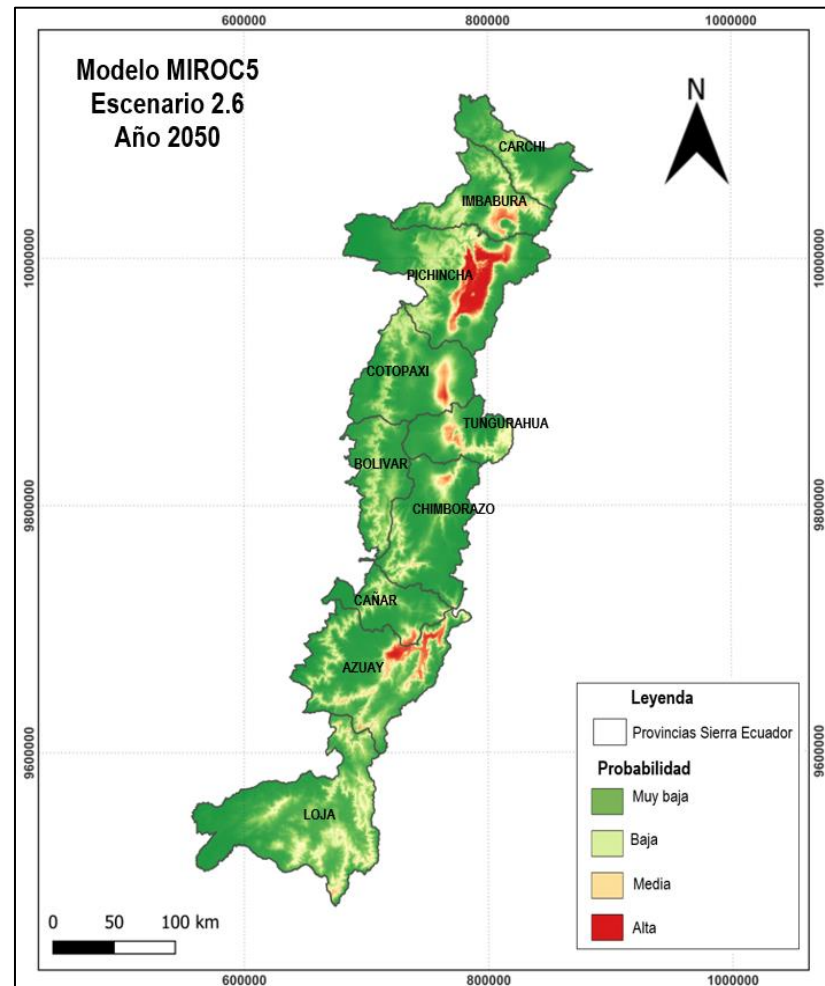 600000
800000
1000000
Modelo MIROC5
Escenario 2.6
Año 2050
N
CARCHI
IMBABURA
10000000
10000000
PICHINCHA
COTOPAXI
TUNGURAHUA
BOLIVAR
CHIMBORAZO
9800000
9800000
CAÑAR
AZUAY
9600000
9600000
LOJA
Leyenda
Provincias Sierra Ecuador
Probabilidad
Muy baja
Baja
Media
Alta
0 50 100 km
600000
800000
1000000